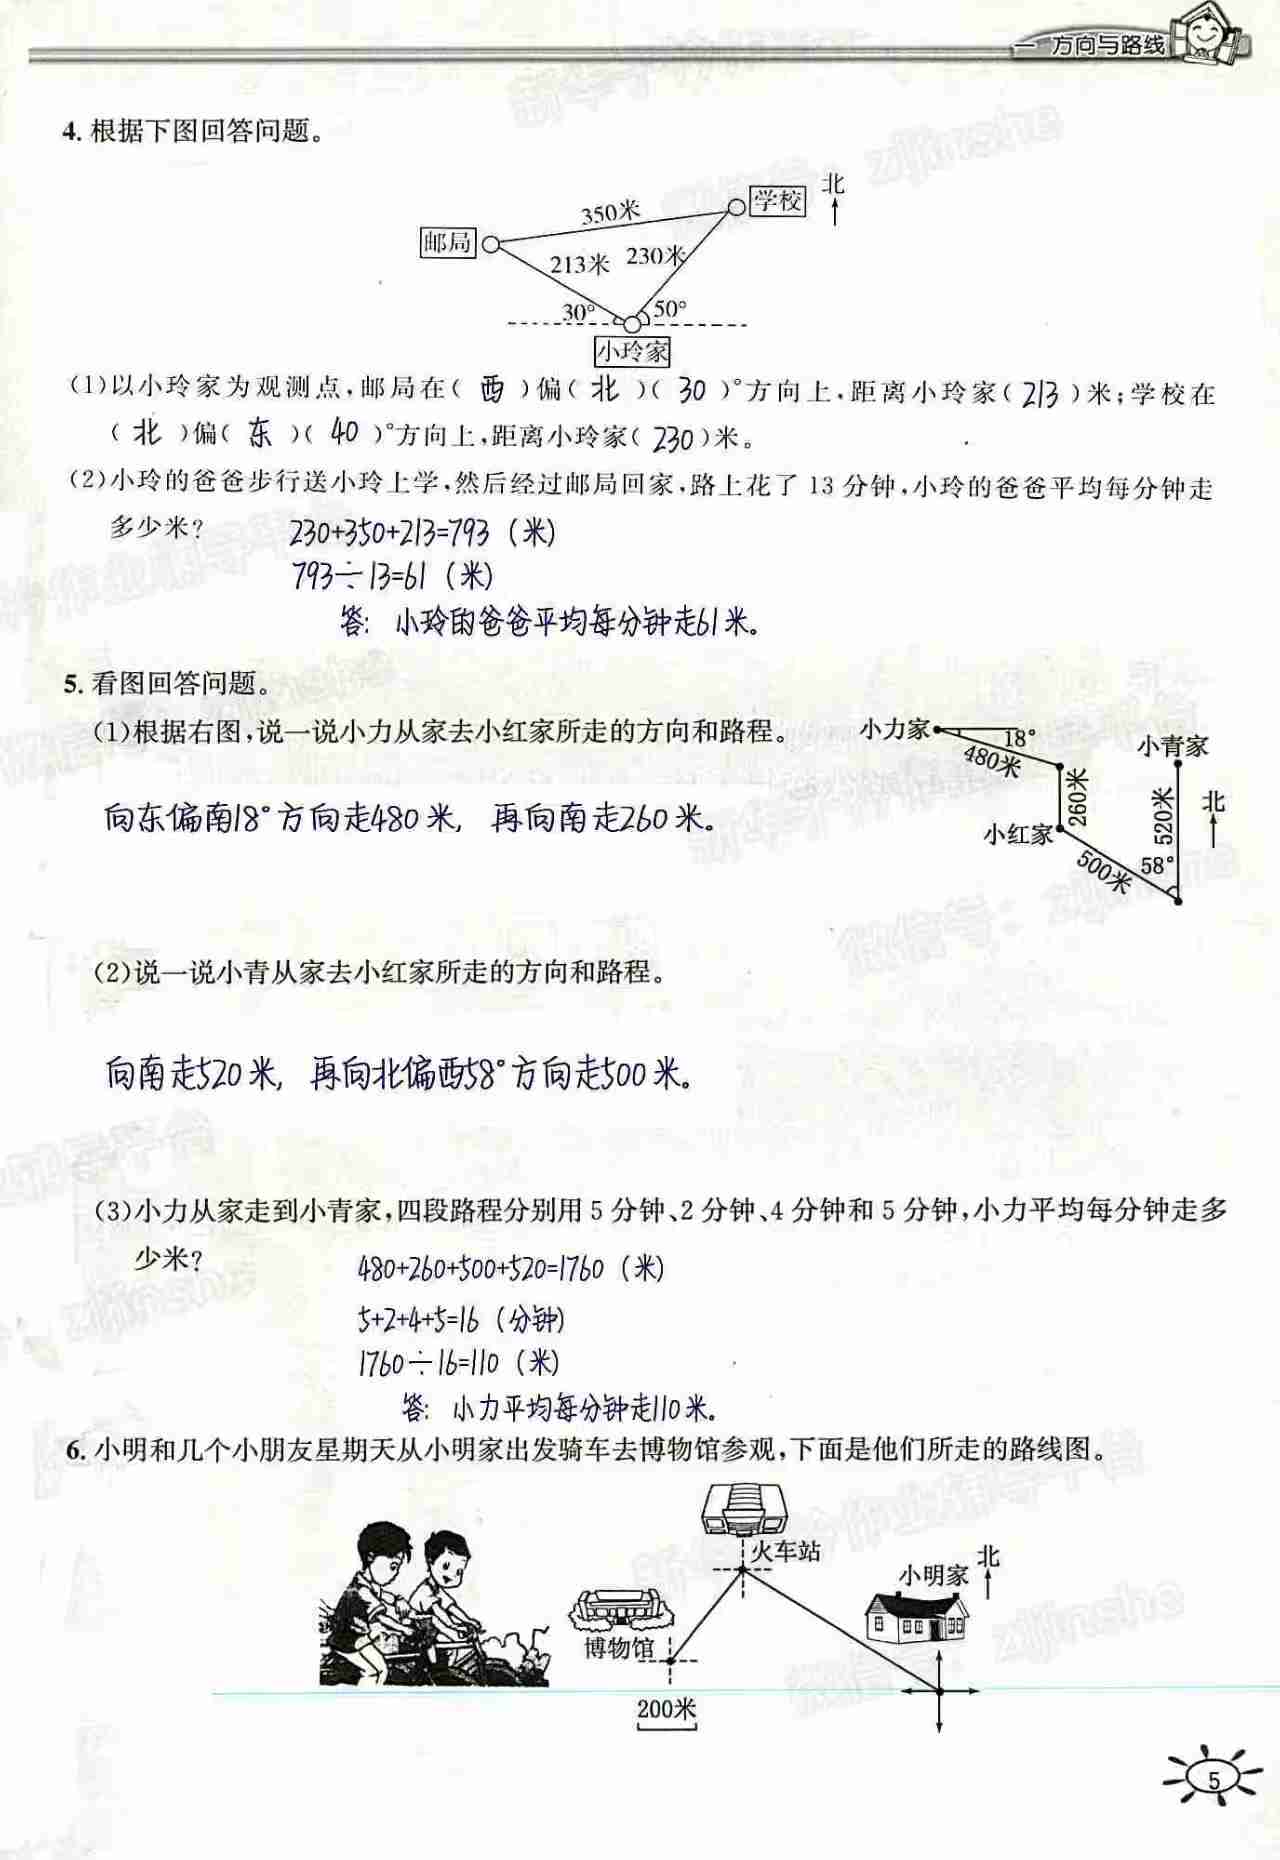 一 方向与路线
4. 根据下图回答问题。
北
学校
350米
邮局
213米 230米
30° 50°
小玲家
(1)以小玲家为观测点,邮局在( 西 )偏( 北 )( 30 )°方向上,距离小玲家( 213 )米;学校在
( 北 )偏( 东 )( 40 )°方向上,距离小玲家( 230 )米。
(2)小玲的爸爸步行送小玲上学,然后经过邮局回家,路上花了 13 分钟,小玲的爸爸平均每分钟走
多少米? 230+350+213=793 (米)
793÷13=61 (米)
答: 小玲的爸爸平均每分钟走61米。
5. 看图回答问题。
(1)根据右图,说一说小力从家去小红家所走的方向和路程。
小力家
18°
480米
小青家
260米
520米
北
小红家
500米
58°
向东偏南18°方向走480米, 再向南走260米。
(2)说一说小青从家去小红家所走的方向和路程。
向南走520米, 再向北偏西58°方向走500米。
(3)小力从家走到小青家,四段路程分别用 5 分钟、2 分钟、4 分钟和 5 分钟,小力平均每分钟走多
少米? 480+260+500+520=1760 (米)
5+2+4+5=16 (分钟)
1760÷16=110 (米)
答: 小力平均每分钟走110米。
6. 小明和几个小朋友星期天从小明家出发骑车去博物馆参观,下面是他们所走的路线图。
火车站
北
小明家
博物馆
200米
5
zijinshe
微信号: zijinshe